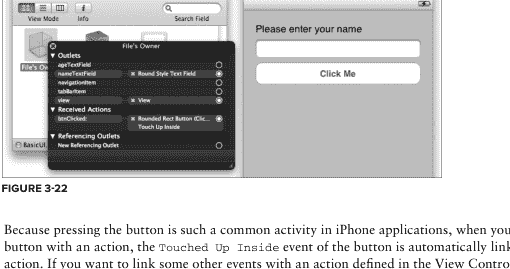 View Mode
Info
Search Field
File's Ow
File's Owner
▼ Outlets
ageTextField
nameTextField ✖ Round Style Text Field
navigationItem
tabBarItem
view ✖ View
▼ Received Actions
btnClicked: ✖ Rounded Rect Button (Clic...
Touch Up Inside
▼ Referencing Outlets
New Referencing Outlet
BasicUI.
Please enter your name
Click Me
FIGURE 3-22
Because pressing the button is such a common activity in iPhone applications, when you
button with an action, the Touched Up Inside event of the button is automatically link
action. If you want to link some other events with an action defined in the View Contro